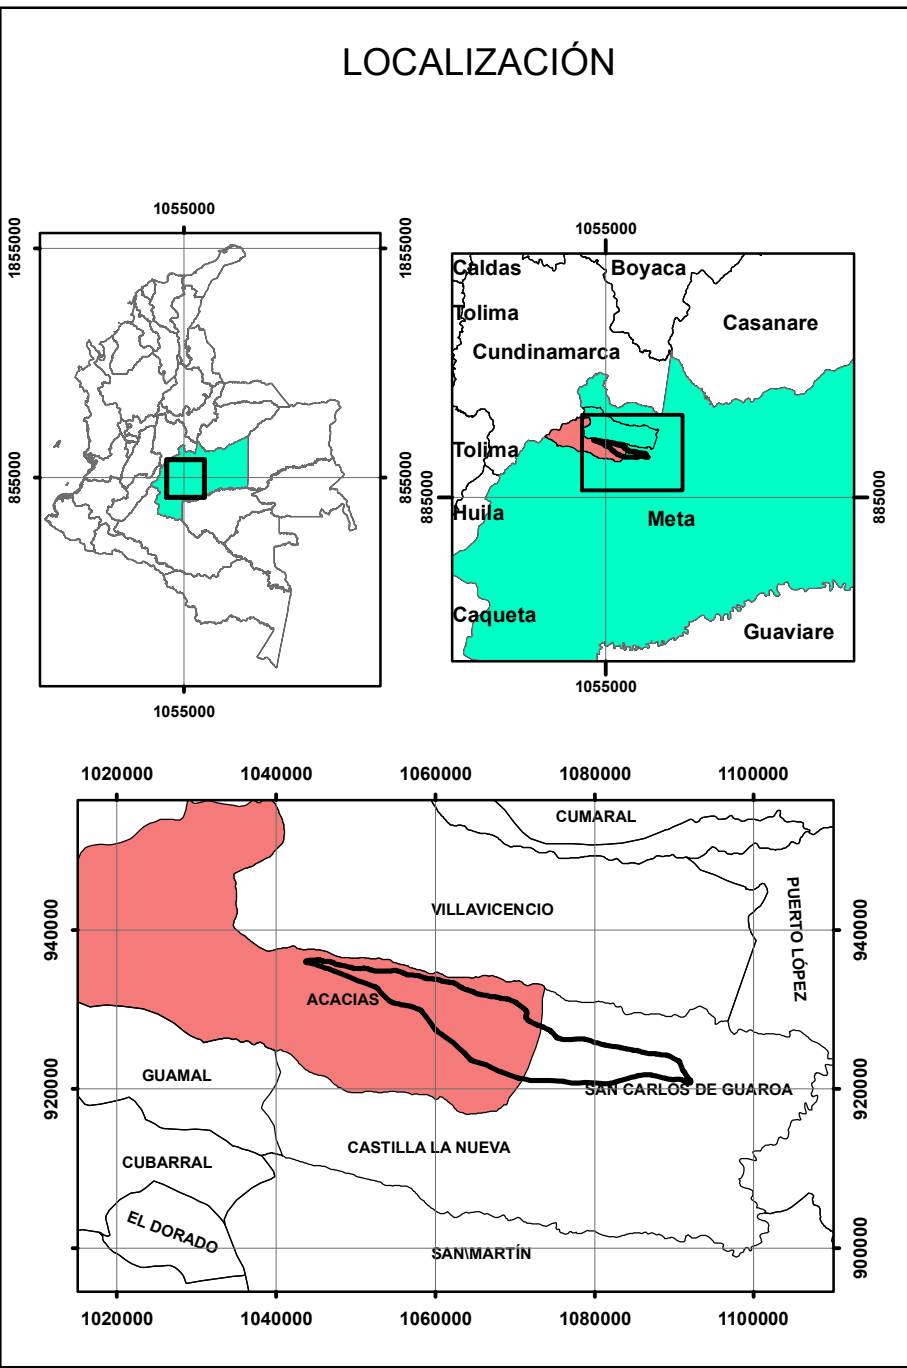 LOCALIZACIÓN
1055000
1855000
1855000
855000
855000
1055000
1055000
Caldas
Boyaca
Tolima
Casanare
Cundinamarca
Tolima
885000
885000
Huila
Meta
Caqueta
Guaviare
1055000
1020000
1040000
1060000
1080000
1100000
CUMARAL
PUERTO LÓPEZ
VILLAVICENCIO
940000
940000
ACACIAS
GUAMAL
920000
920000
SAN CARLOS DE GUAROA
CASTILLA LA NUEVA
CUBARRAL
EL DORADO
SAN MARTÍN
900000
900000
1020000
1040000
1060000
1080000
1100000